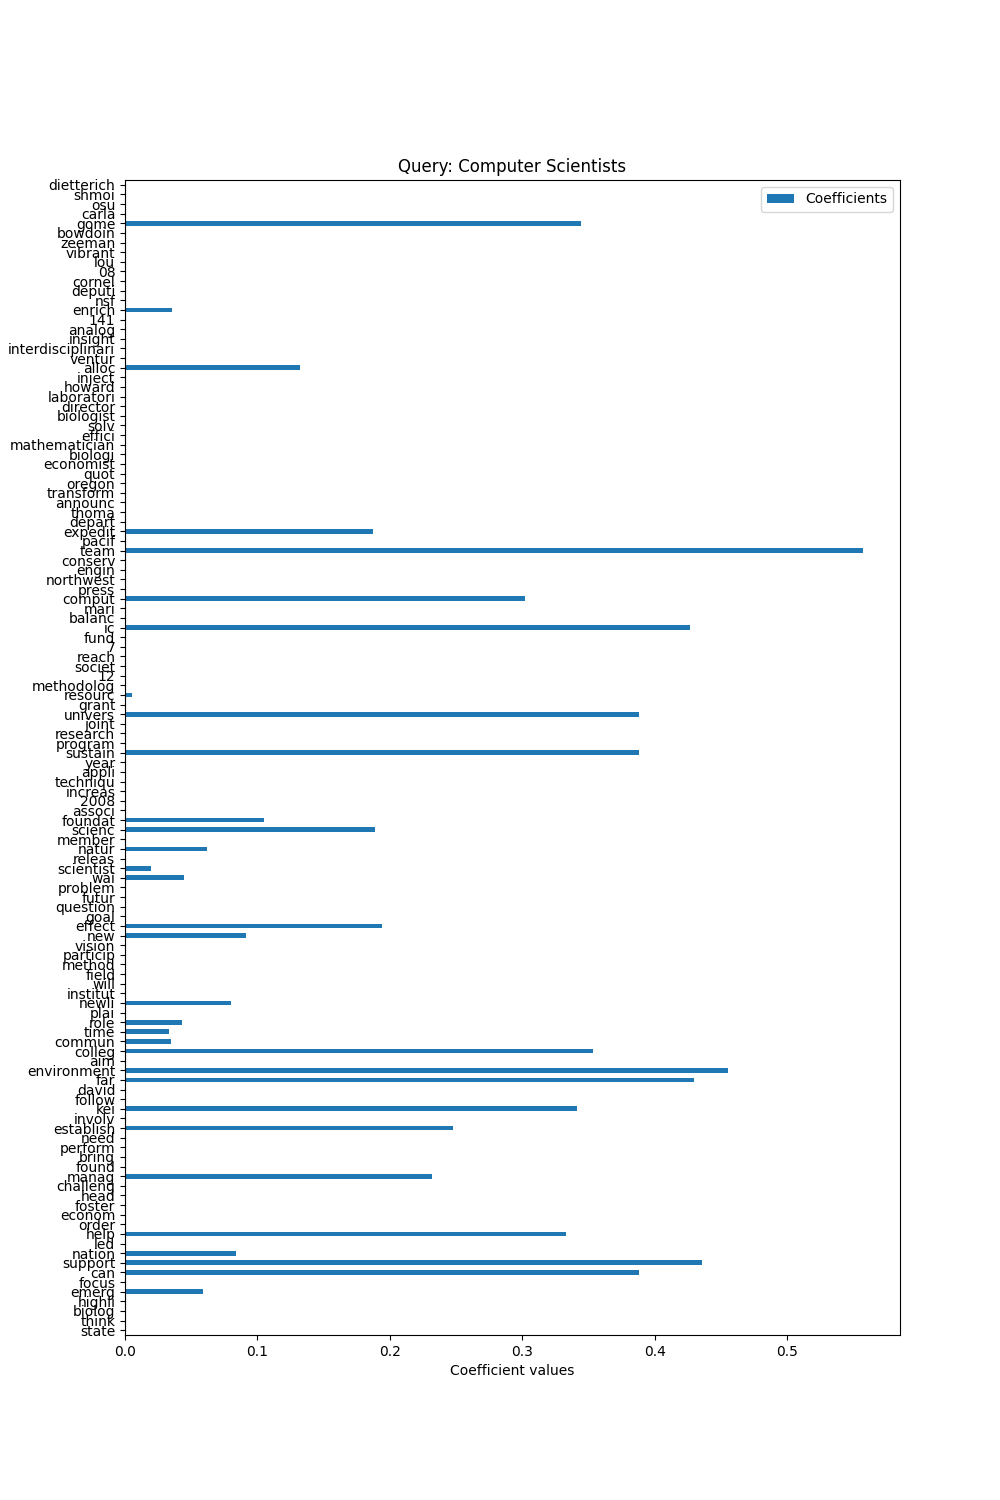 Query: Computer Scientists
Coefficients
dietterich
shmoi
osu
carla
gome
bowdoin
zeeman
vibrant
lou
08
cornel
deputi
nsf
enrich
141
analog
insight
interdisciplinari
ventur
alloc
inject
howard
laboratori
director
biologist
solv
effici
mathematician
biologi
economist
quot
oregon
transform
announc
thoma
depart
expedit
pacif
team
conserv
engin
northwest
press
comput
mari
balanc
ic
fund
7
reach
societ
12
methodolog
resourc
grant
univers
joint
research
program
sustain
year
appli
techniqu
increas
2008
associ
foundat
scienc
member
natur
releas
scientist
wai
problem
futur
question
goal
effect
new
vision
particip
method
field
will
institut
newli
plai
role
time
commun
colleg
aim
environment
far
david
follow
kei
involv
establish
need
perform
bring
found
manag
challeng
head
foster
econom
order
help
led
nation
support
can
focus
emerg
highli
biolog
think
state
0.0 0.1 0.2 0.3 0.4 0.5
Coefficient values